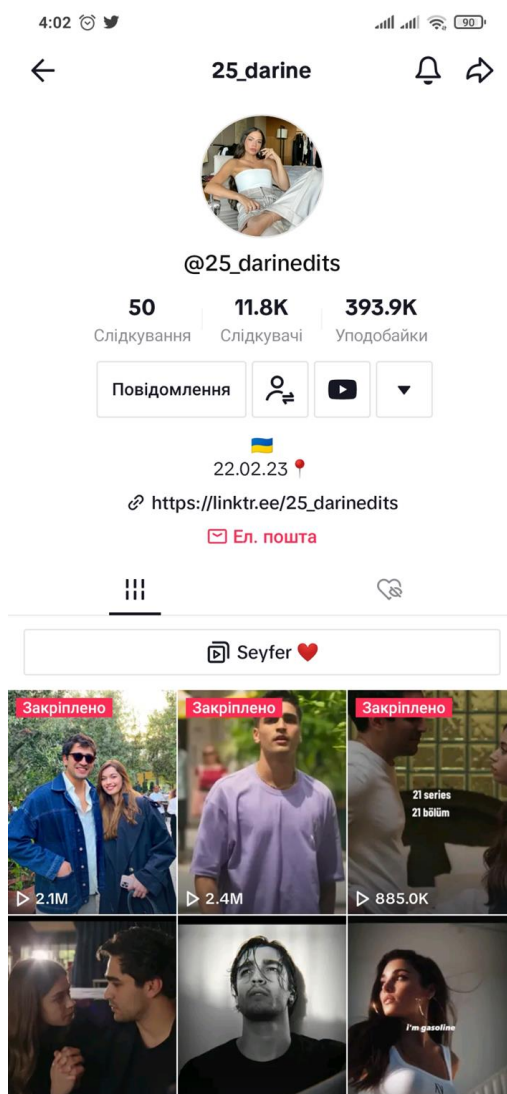 4:02
90
25_darine
@25_darinedits
50 11.8K 393.9K
Слідкування Слідкувачі Уподобайки
Повідомлення
🇺🇦
22.02.23📍
https://linktr.ee/25_darinedits
Ел. пошта
Seyfer ❤️
Закріплено Закріплено Закріплено
21 series
21 bölüm
2.1M 2.4M 885.0K
i'm gasoline